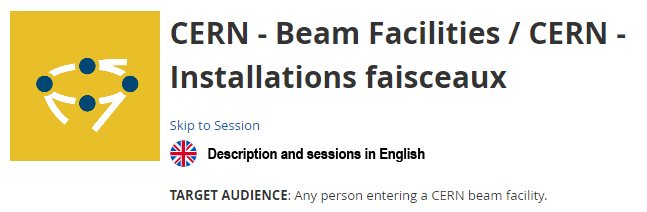 CERN - Beam Facilities / CERN -
Installations faisceaux
Skip to Session
Description and sessions in English
TARGET AUDIENCE: Any person entering a CERN beam facility.